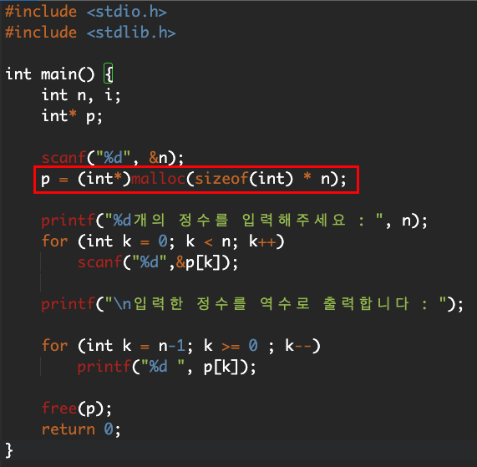 #include <stdio.h>
#include <stdlib.h>
int main() {
int n, i;
int* p;
scanf("%d", &n);
p = (int*)malloc(sizeof(int) * n);
printf("%d개의 정수를 입력해주세요 : ", n);
for (int k = 0; k < n; k++)
scanf("%d",&p[k]);
printf("\n입력한 정수를 역수로 출력합니다 : ");
for (int k = n-1; k >= 0 ; k--)
printf("%d ", p[k]);
free(p);
return 0;
}